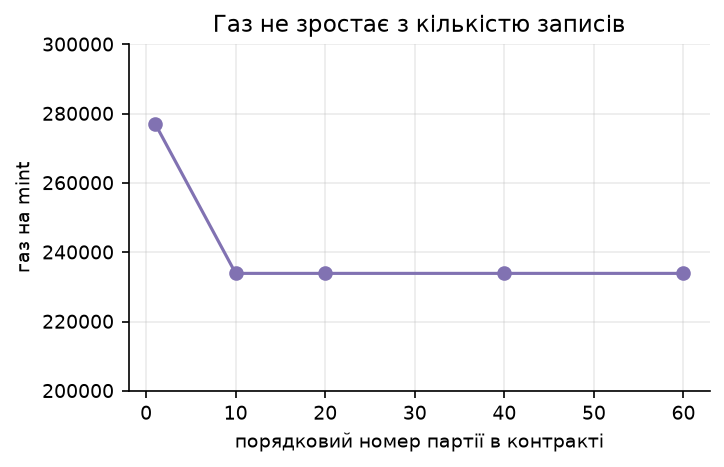 Газ не зростає з кількістю записів
300000
280000
260000
240000
220000
200000
газ на mint
0 10 20 30 40 50 60
порядковий номер партії в контракті